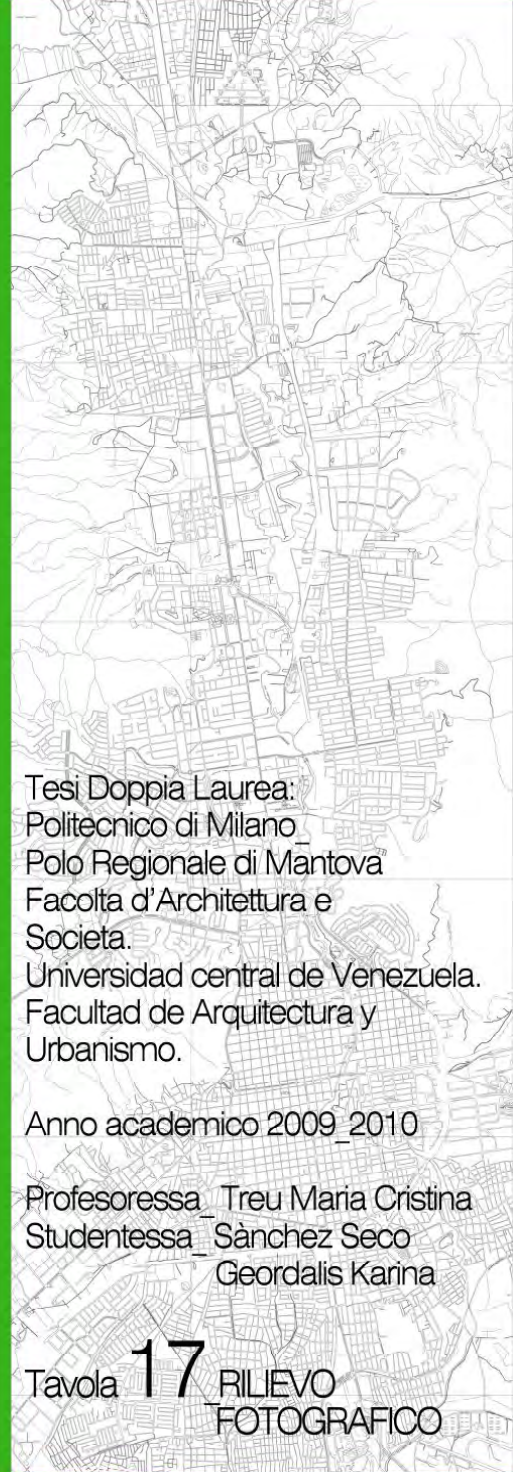 Tesi Doppia Laurea:
Politecnico di Milano_
Polo Regionale di Mantova
Facolta d'Architettura e
Societa.
Universidad central de Venezuela.
Facultad de Arquitectura y
Urbanismo.
Anno academico 2009_2010
Profesoressa_Treu Maria Cristina
Studentessa_Sànchez Seco
Geordalis Karina
Tavola 17_RILIEVO
FOTOGRAFICO